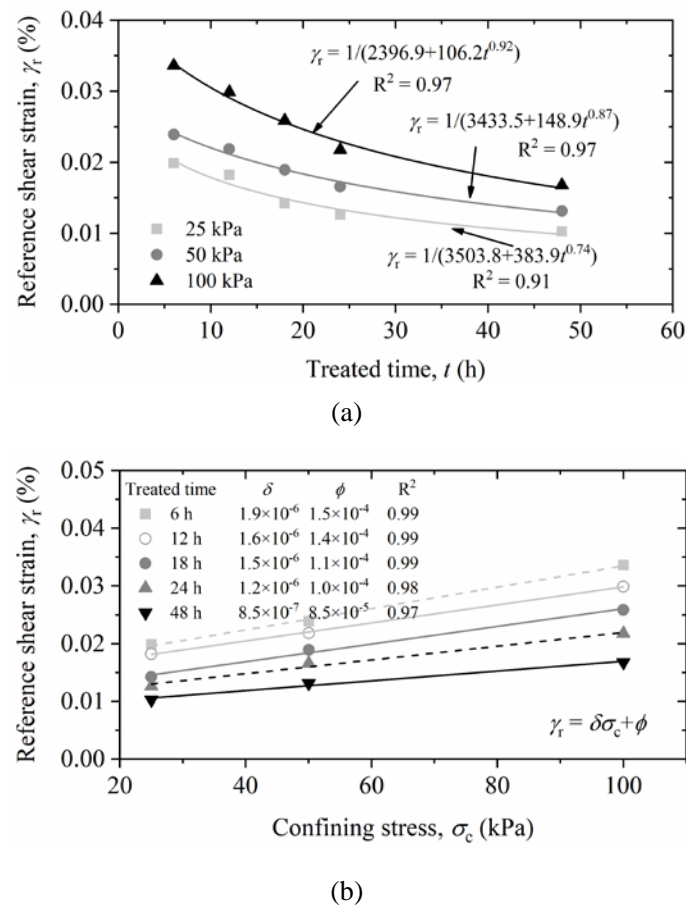 0.04
0.03
0.02
0.01
0.00
Reference shear strain, γr (%)
γr = 1/(2396.9+106.2t^0.92)
R² = 0.97
γr = 1/(3433.5+148.9t^0.87)
R² = 0.97
25 kPa
50 kPa
100 kPa
γr = 1/(3503.8+383.9t^0.74)
R² = 0.91
0 10 20 30 40 50 60
Treated time, t (h)
(a)
0.05
0.04
0.03
0.02
0.01
0.00
Reference shear strain, γr (%)
Treated time δ ϕ R²
6 h 1.9×10⁻⁶ 1.5×10⁻⁴ 0.99
12 h 1.6×10⁻⁶ 1.4×10⁻⁴ 0.99
18 h 1.5×10⁻⁶ 1.1×10⁻⁴ 0.99
24 h 1.2×10⁻⁶ 1.0×10⁻⁴ 0.98
48 h 8.5×10⁻⁷ 8.5×10⁻⁵ 0.97
γr = δσc+ϕ
20 40 60 80 100
Confining stress, σc (kPa)
(b)